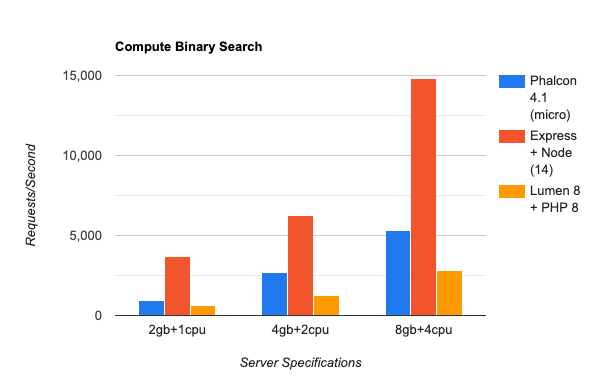 Compute Binary Search
15,000
10,000
5,000
0
Requests/Second
2gb+1cpu
4gb+2cpu
8gb+4cpu
Server Specifications
Phalcon
4.1
(micro)
Express
+ Node
(14)
Lumen 8
+ PHP 8